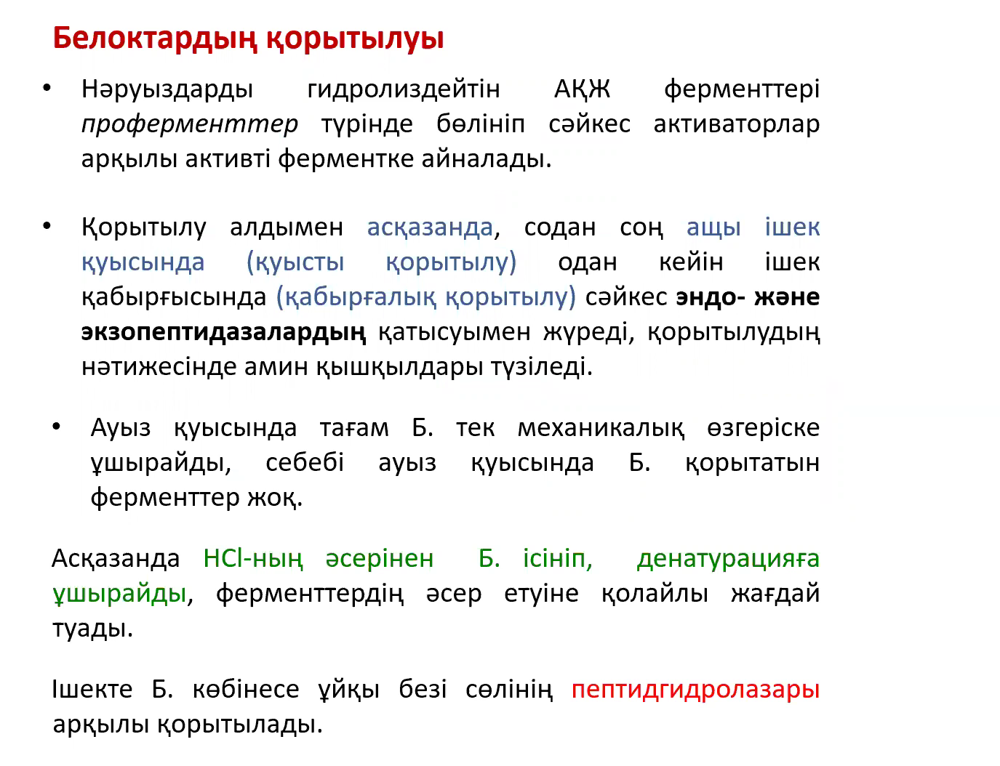 Белоктардың қорытылуы
• Нәруыздарды гидролиздейтін АҚЖ ферменттері
проферменттер түрінде бөлініп сәйкес активаторлар
арқылы активті ферментке айналады.
• Қорытылу алдымен асқазанда, содан соң ащы ішек
қуысында (қуысты қорытылу) одан кейін ішек
қабырғысында (қабырғалық қорытылу) сәйкес эндо- және
экзопептидазалардың қатысуымен жүреді, қорытылудың
нәтижесінде амин қышқылдары түзіледі.
• Ауыз қуысында тағам Б. тек механикалық өзгеріске
ұшырайды, себебі ауыз қуысында Б. қорытатын
ферменттер жоқ.
Асқазанда HCl-ның әсерінен Б. ісініп, денатурацияға
ұшырайды, ферменттердің әсер етуіне қолайлы жағдай
туады.
Ішекте Б. көбінесе ұйқы безі сөлінің пептидгидролазары
арқылы қорытылады.